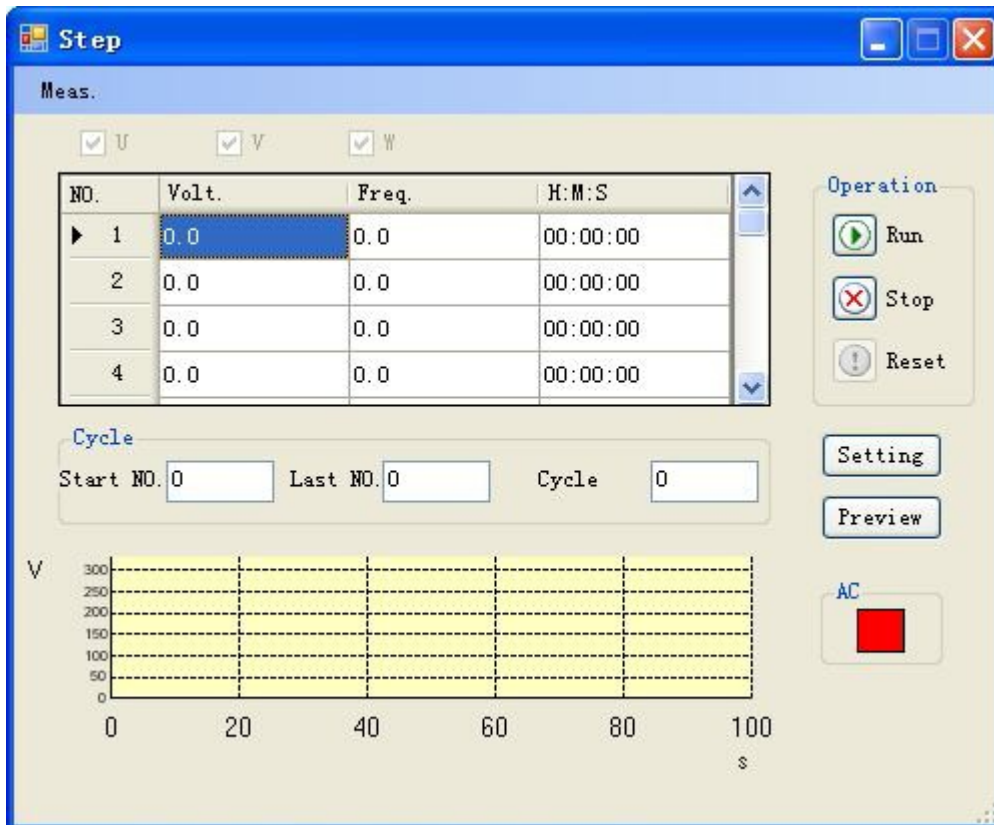 Step
Meas.
U V W
NO. Volt. Freq. H:M:S
1 0.0 0.0 00:00:00
2 0.0 0.0 00:00:00
3 0.0 0.0 00:00:00
4 0.0 0.0 00:00:00
Operation
Run
Stop
Reset
Cycle
Start NO. 0 Last NO. 0 Cycle 0
Setting
Preview
V
300
250
200
150
100
50
0
0 20 40 60 80 100
s
AC